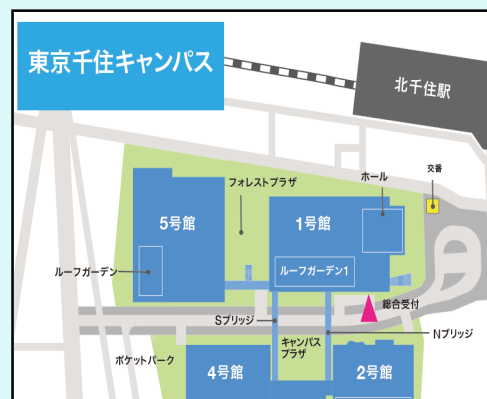 東京千住キャンパス
北千住駅
交番
ホール
フォレストプラザ
5号館
1号館
ルーフガーデン
ルーフガーデン1
総合受付
Sブリッジ
Nブリッジ
キャンパス
プラザ
ポケットパーク
4号館
2号館